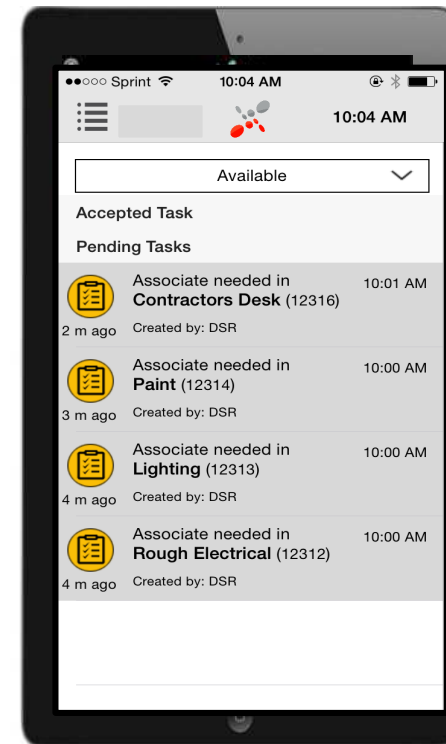 Sprint 10:04 AM
10:04 AM
Available
Accepted Task
Pending Tasks
Associate needed in 10:01 AM
Contractors Desk (12316)
2 m ago Created by: DSR
Associate needed in 10:00 AM
Paint (12314)
3 m ago Created by: DSR
Associate needed in 10:00 AM
Lighting (12313)
4 m ago Created by: DSR
Associate needed in 10:00 AM
Rough Electrical (12312)
4 m ago Created by: DSR